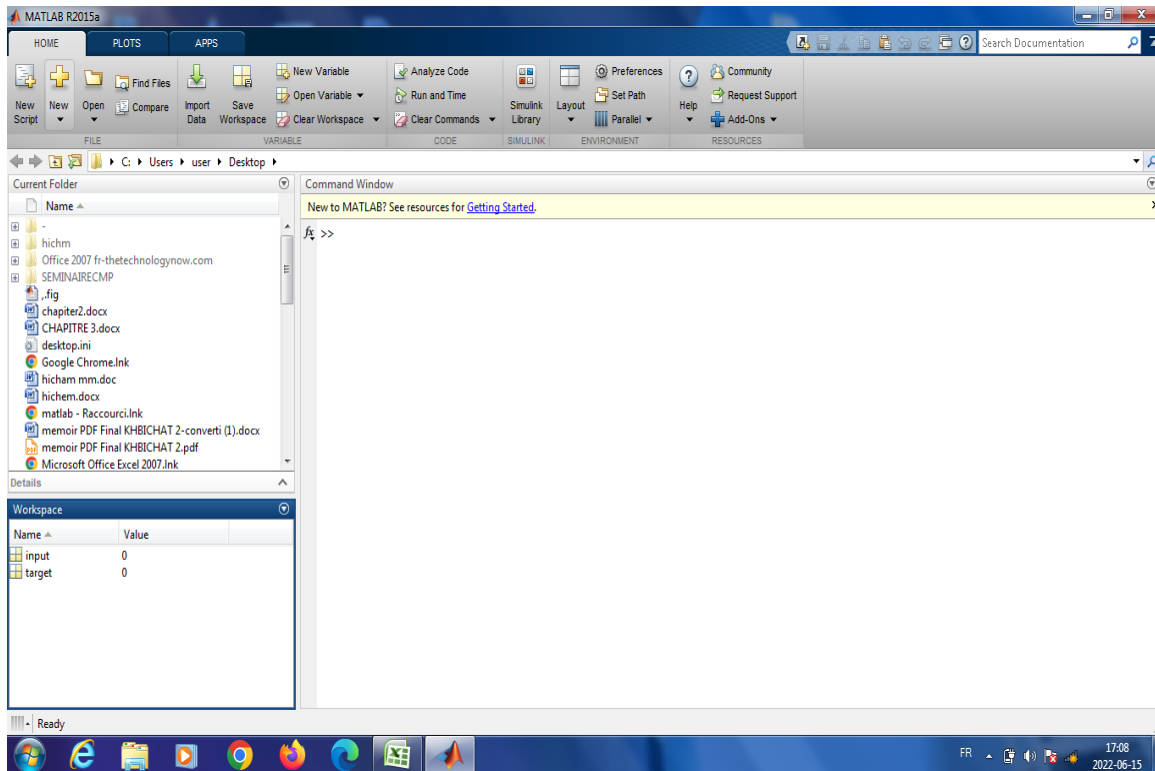 MATLAB R2015a
HOME PLOTS APPS
Search Documentation
New Script
New
Open
Find Files
Compare
Import Data
Save Workspace
New Variable
Open Variable
Clear Workspace
Analyze Code
Run and Time
Clear Commands
Simulink Library
Layout
Preferences
Set Path
Parallel
Help
Community
Request Support
Add-Ons
FILE VARIABLE CODE SIMULINK ENVIRONMENT RESOURCES
C: Users user Desktop
Current Folder
Name
-
hichm
Office 2007 fr-thetechnologynow.com
SEMINAIRECMP
,.fig
chapiter2.docx
CHAPITRE 3.docx
desktop.ini
Google Chrome.lnk
hicham mm.doc
hichem.docx
matlab - Raccourci.lnk
memoir PDF Final KHBICHAT 2-converti (1).docx
memoir PDF Final KHBICHAT 2.pdf
Microsoft Office Excel 2007.lnk
Details
Workspace
Name Value
input 0
target 0
Command Window
New to MATLAB? See resources for Getting Started.
fx >>
Ready
FR 17:08
2022-06-15